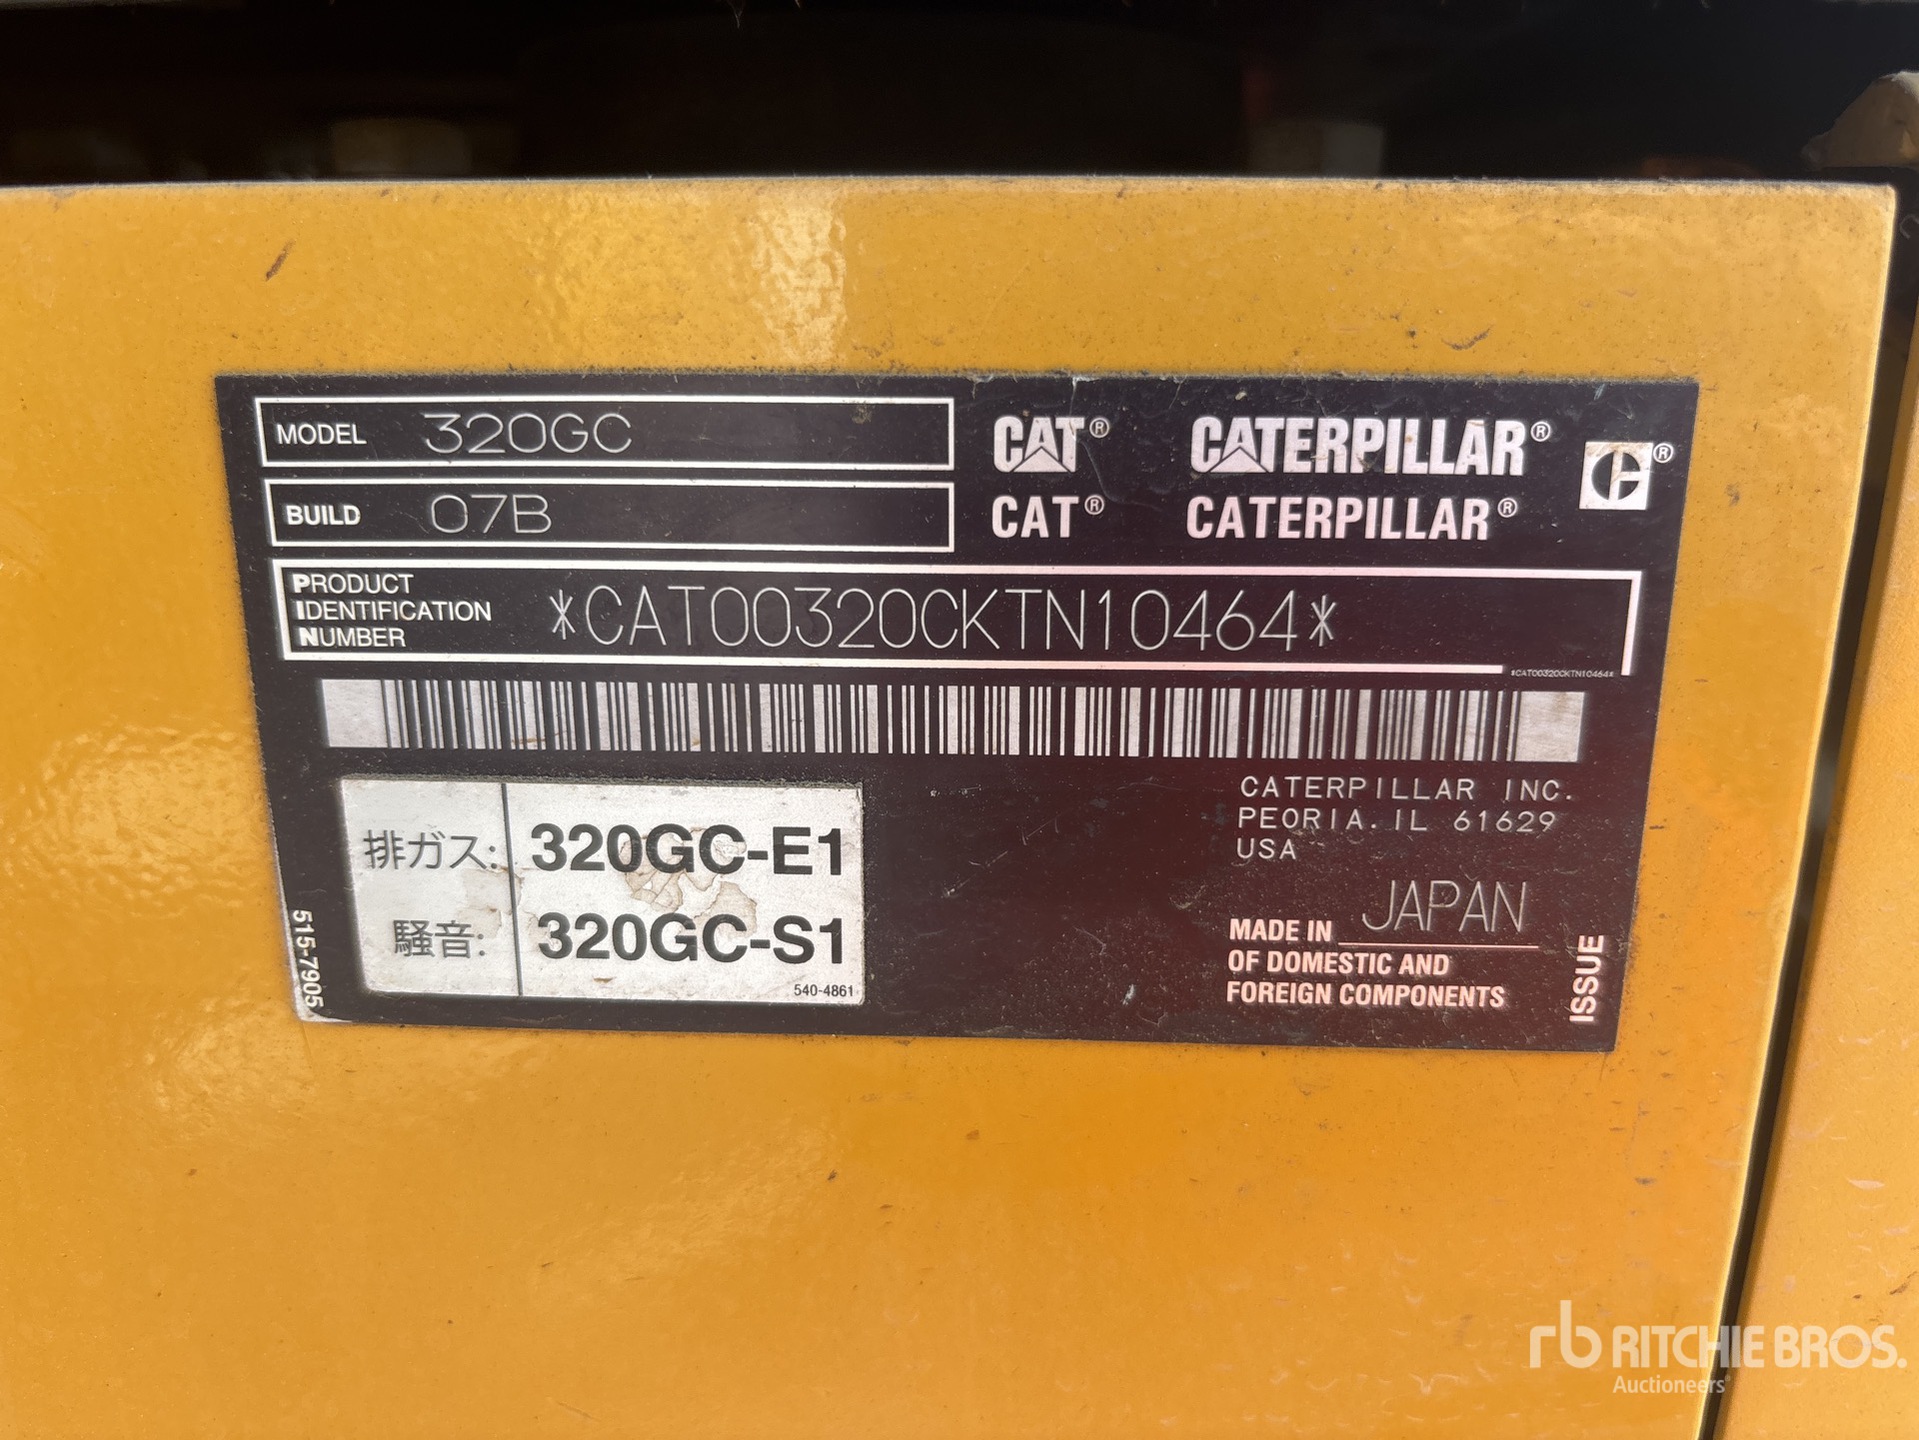 MODEL 320GC
BUILD 07B
CAT® CATERPILLAR® ®
CAT® CATERPILLAR®
PRODUCT
IDENTIFICATION
NUMBER
*CAT00320CKTN10464*
*CAT00320CKTN10464*
排ガス: 320GC-E1
騒音: 320GC-S1
540-4861
515-7905
CATERPILLAR INC.
PEORIA. IL 61629
USA
MADE IN JAPAN
OF DOMESTIC AND
FOREIGN COMPONENTS
ISSUE
rb RITCHIE BROS.
Auctioneers